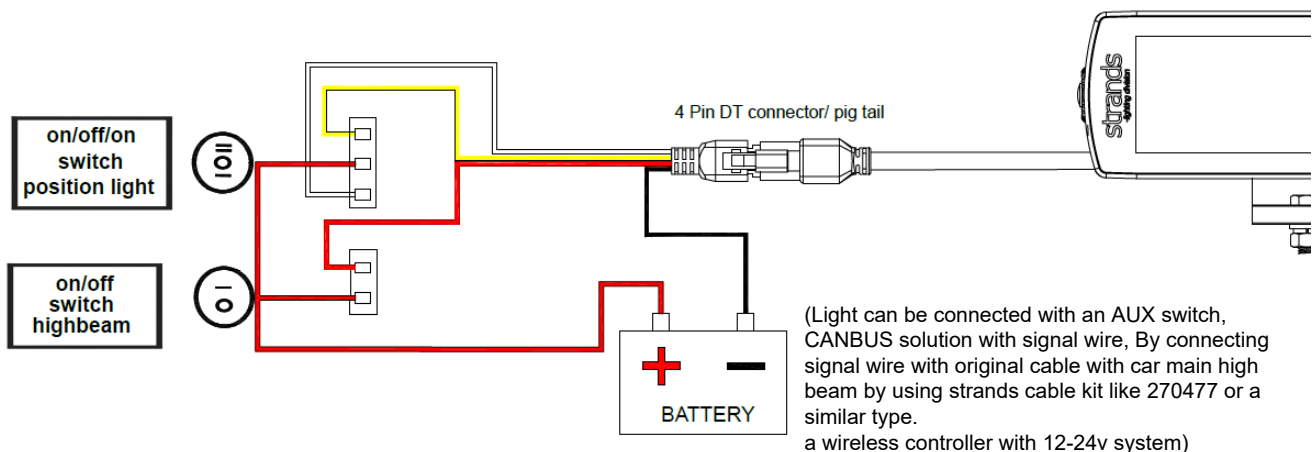 4 Pin DT connector/ pig tail
on/off/on
switch
position light
on/off
switch
highbeam
BATTERY
strands
lighting division
(Light can be connected with an AUX switch,
CANBUS solution with signal wire, By connecting
signal wire with original cable with car main high
beam by using strands cable kit like 270477 or a
similar type.
a wireless controller with 12-24v system)